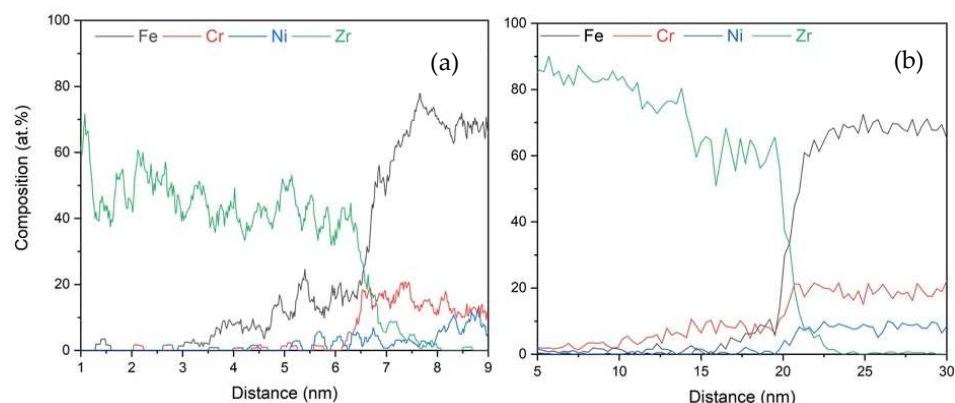 100
80
60
40
20
0
Composition (at.%)
Fe Cr Ni Zr
(a)
1 2 3 4 5 6 7 8 9
Distance (nm)
100
80
60
40
20
0
Fe Cr Ni Zr
(b)
5 10 15 20 25 30
Distance (nm)